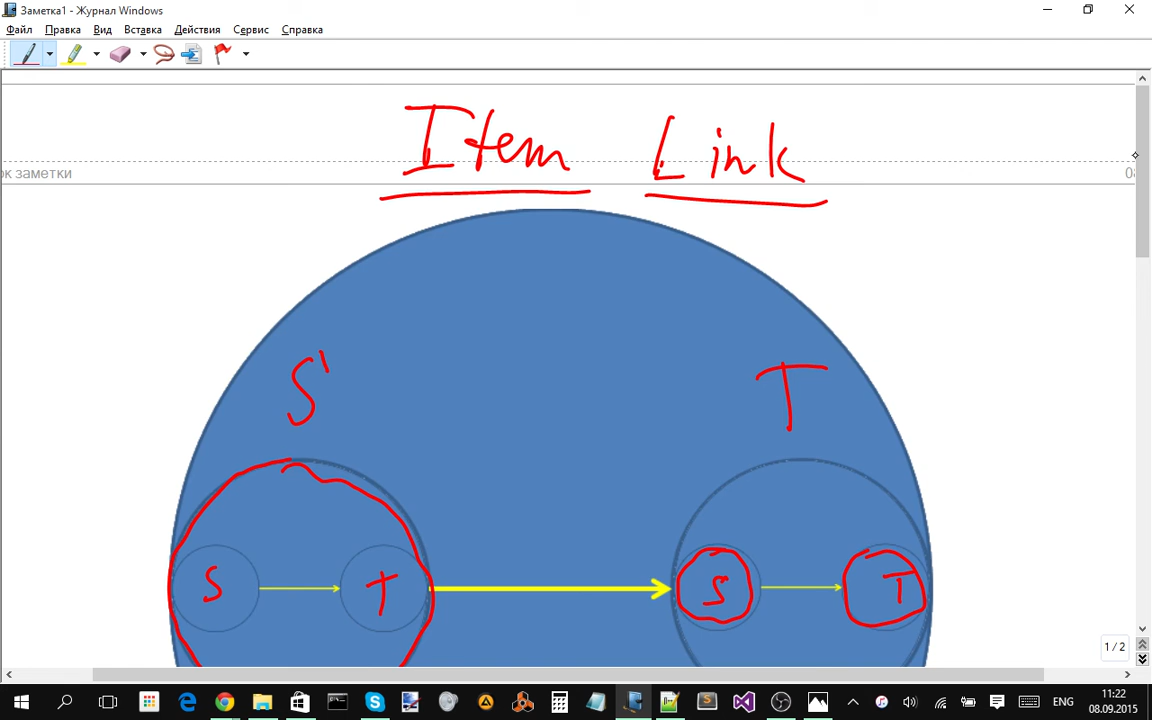 Заметка1 - Журнал Windows
Файл Правка Вид Вставка Действия Сервис Справка
Item Link
ок заметки
S T
S T S T
1 / 2
ENG
11:22
08.09.2015